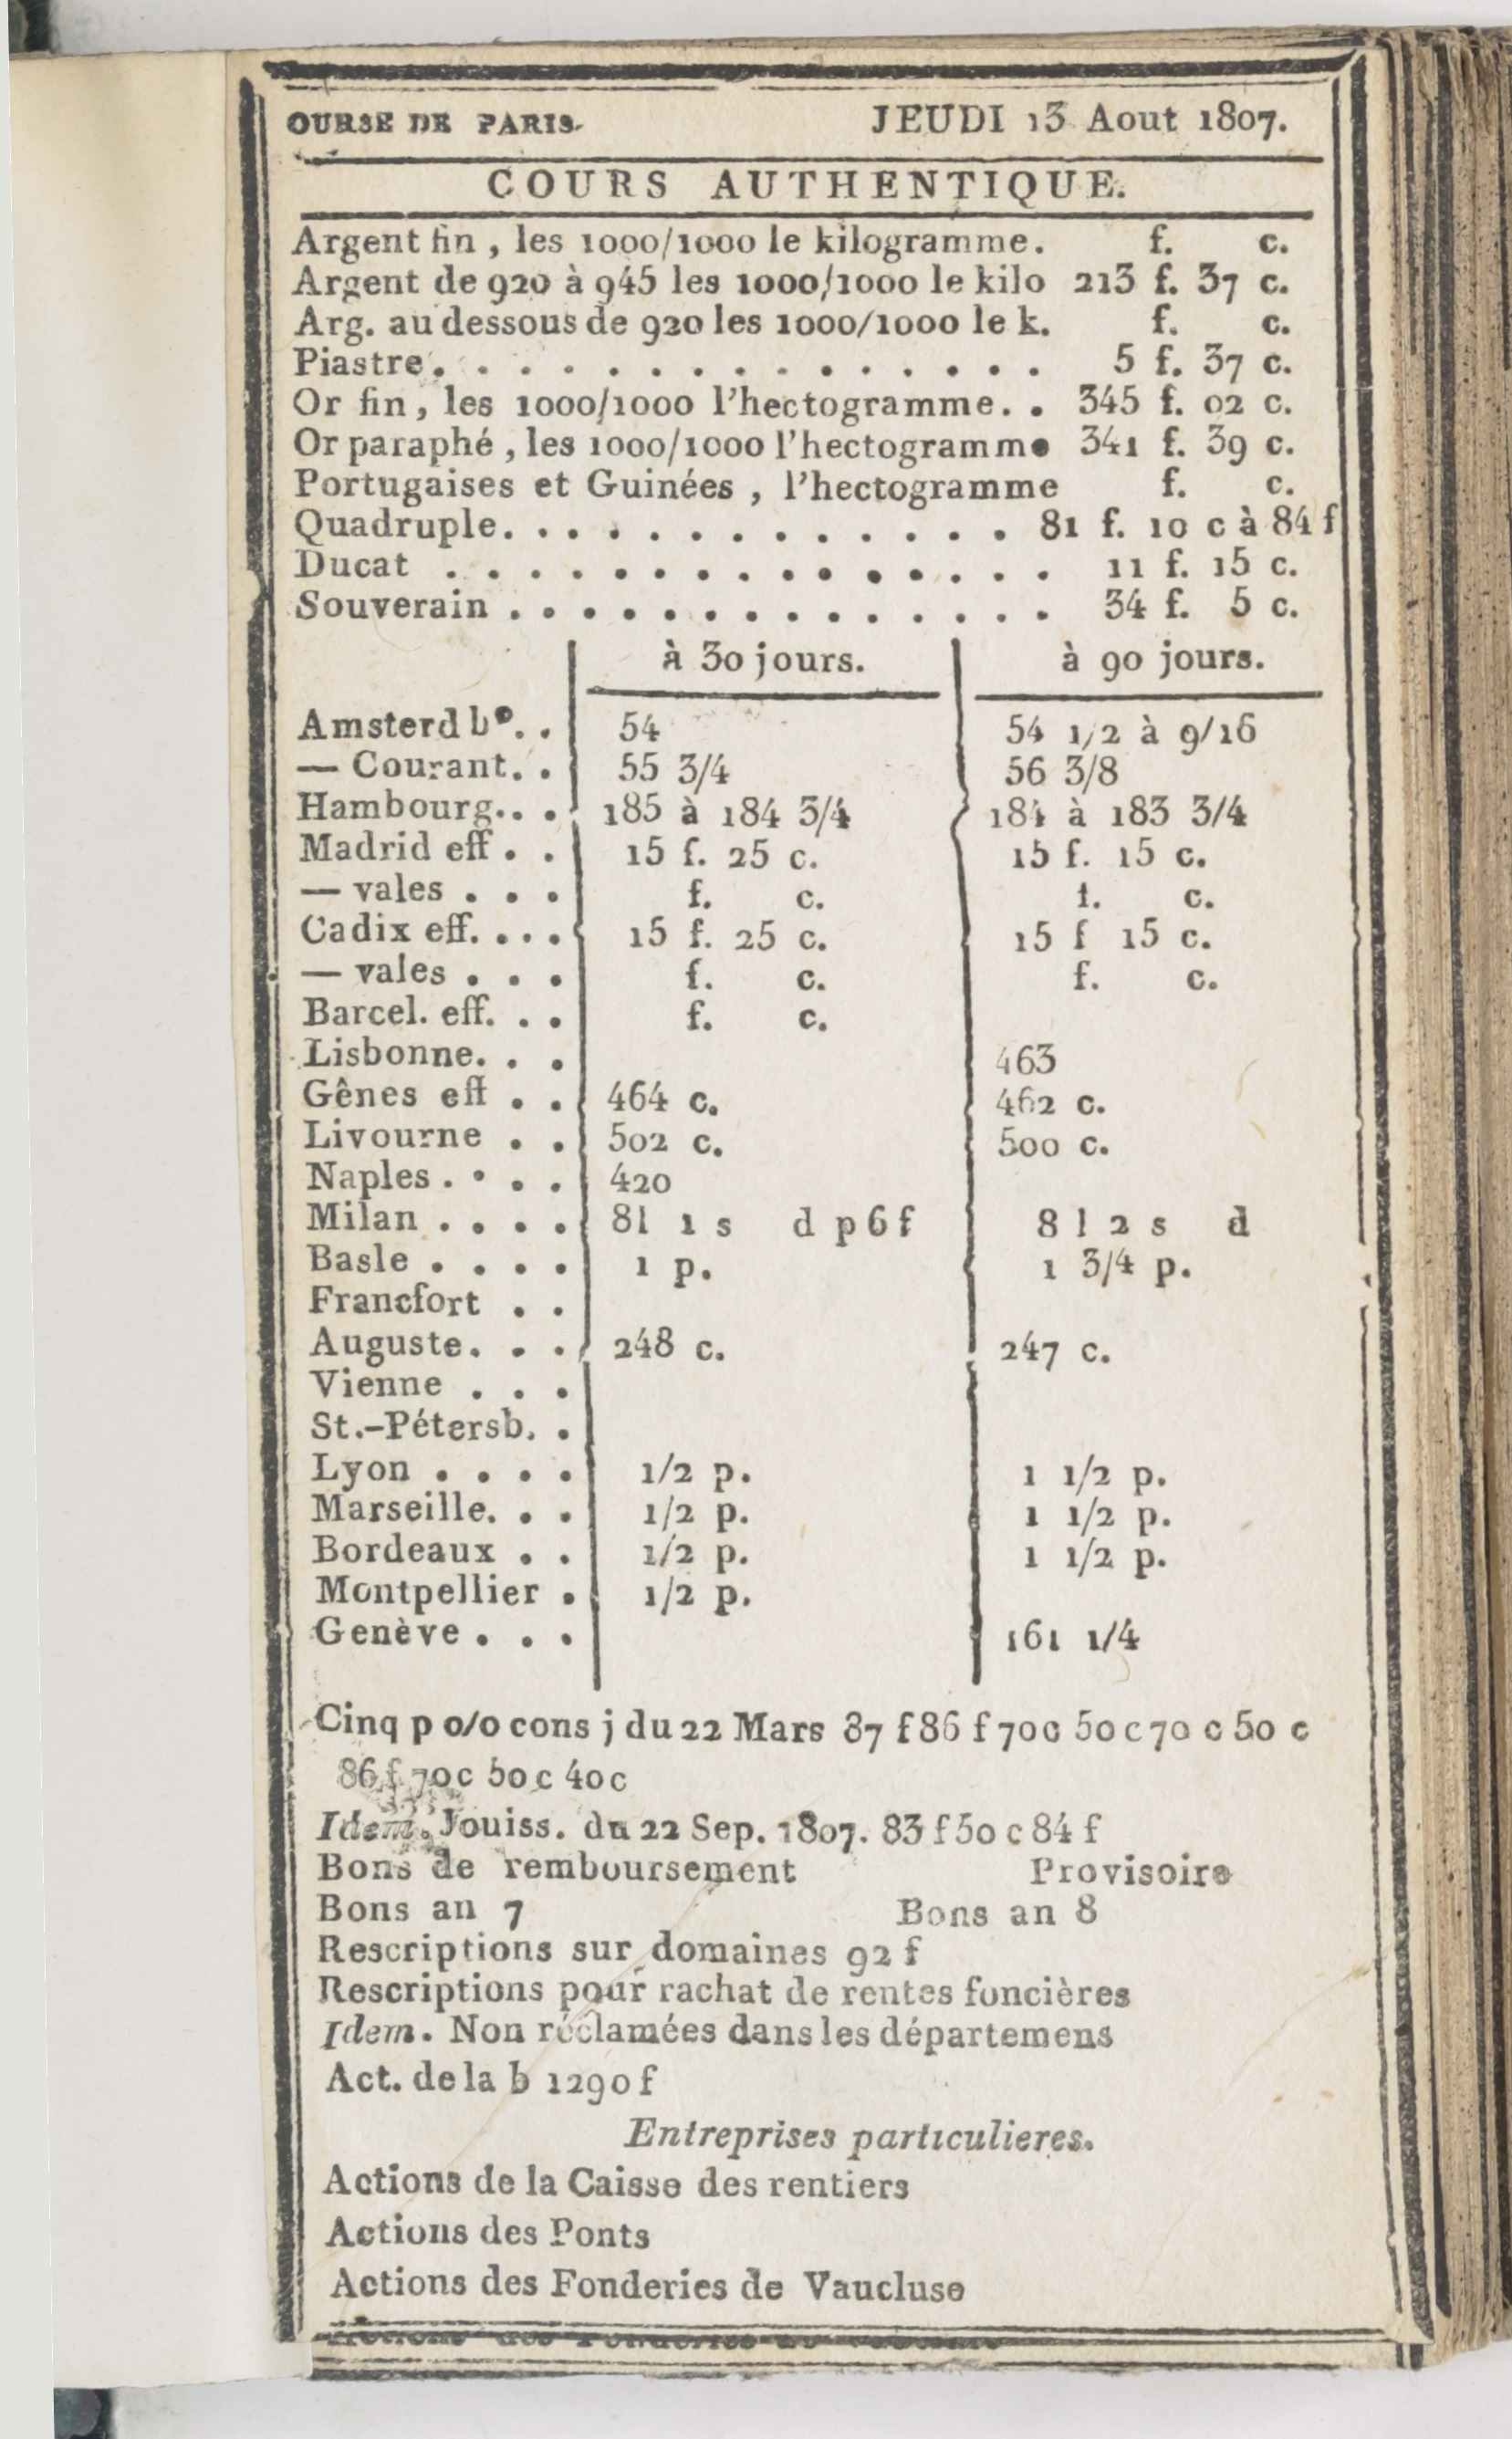 OURSE DE PARIS. JEUDI 13 Aout 1807.
COURS AUTHENTIQUE.
Argent fin, les 1000/1000 le kilogramme. f. c.
Argent de 920 à 945 les 1000/1000 le kilo 213 f. 37 c.
Arg. au dessous de 920 les 1000/1000 le k. f. c.
Piastre. . . . . . . . . . . . . . . 5 f. 37 c.
Or fin, les 1000/1000 l'hectogramme. . 345 f. 02 c.
Or paraphé, les 1000/1000 l'hectogramme 341 f. 39 c.
Portugaises et Guinées, l'hectogramme f. c.
Quadruple. . . . . . . . . . . . . 81 f. 10 c à 84 f
Ducat . . . . . . . . . . . . . . . 11 f. 15 c.
Souverain . . . . . . . . . . . . . 34 f. 5 c.
à 30 jours. à 90 jours.
Amsterd bo. . 54 54 1/2 à 9/16
— Courant. . 55 3/4 56 3/8
Hambourg. . . 185 à 184 3/4 184 à 183 3/4
Madrid eff . . 15 f. 25 c. 15 f. 15 c.
— vales . . . f. c. f. c.
Cadix eff. . . . 15 f. 25 c. 15 f 15 c.
— vales . . . f. c. f. c.
Barcel. eff. . . f. c.
Lisbonne. . . 463
Gênes eff . . 464 c. 462 c.
Livourne . . 502 c. 500 c.
Naples . . . . 420
Milan . . . . 8 l 1 s d p 6 f 8 l 2 s d
Basle . . . . 1 p. 1 3/4 p.
Francfort . .
Auguste. . . 248 c. 247 c.
Vienne . . .
St.-Pétersb. .
Lyon . . . . 1/2 p. 1 1/2 p.
Marseille. . . 1/2 p. 1 1/2 p.
Bordeaux . . 1/2 p. 1 1/2 p.
Montpellier . 1/2 p.
Genève . . . 161 1/4
Cinq p o/o cons j du 22 Mars 87 f 86 f 70 c 50 c 70 c 50 c
86 f 70 c 50 c 40 c
Idem. Jouiss. du 22 Sep. 1807. 83 f 50 c 84 f
Bons de remboursement Provisoire
Bons an 7 Bons an 8
Rescriptions sur domaines 92 f
Rescriptions pour rachat de rentes foncières
Idem. Non réclamées dans les départemens
Act. de la b 1290 f
Entreprises particulieres.
Actions de la Caisse des rentiers
Actions des Ponts
Actions des Fonderies de Vaucluse